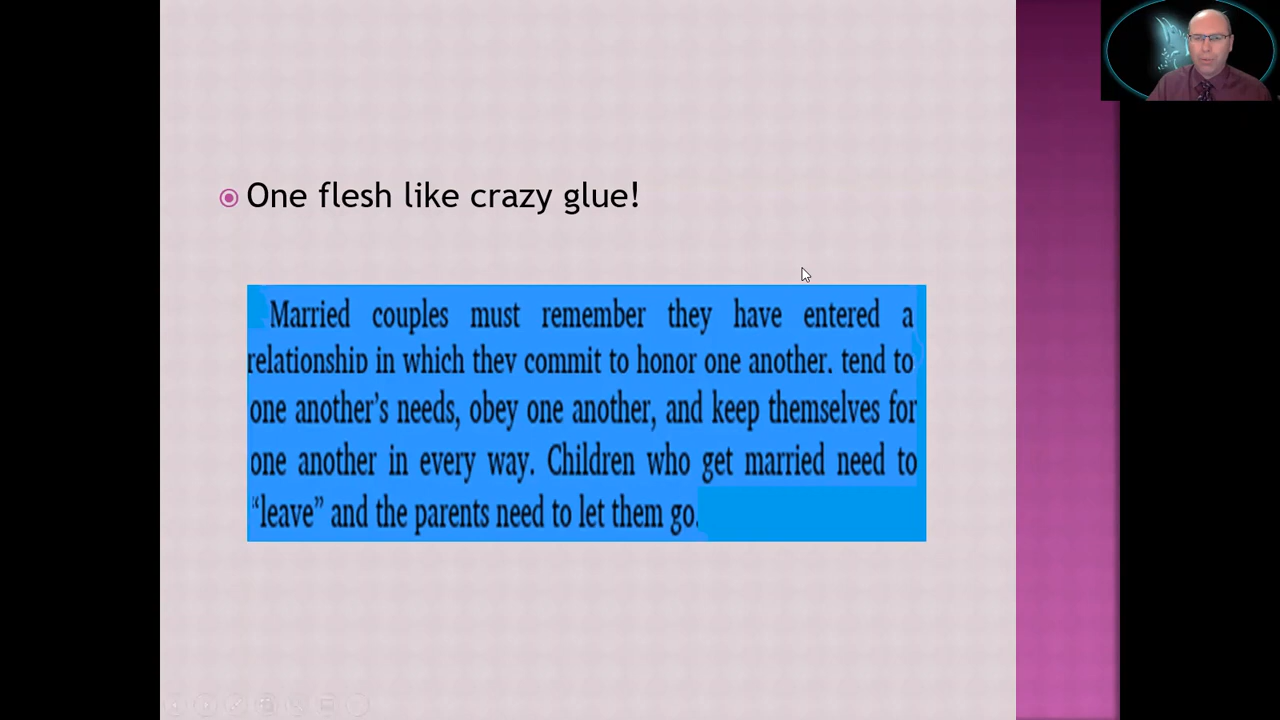 One flesh like crazy glue!
Married couples must remember they have entered a
relationship in which they commit to honor one another, tend to
one another’s needs, obey one another, and keep themselves for
one another in every way. Children who get married need to
“leave” and the parents need to let them go.